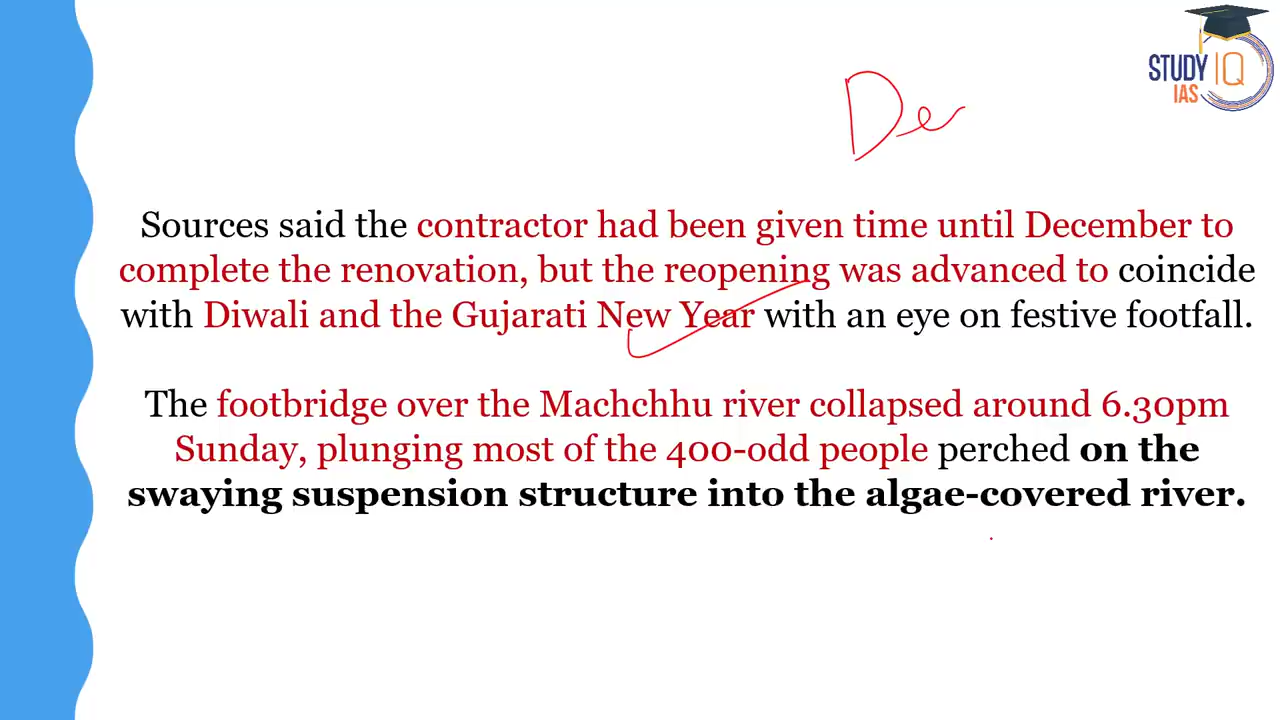 STUDY IQ
IAS
De
Sources said the contractor had been given time until December to
complete the renovation, but the reopening was advanced to coincide
with Diwali and the Gujarati New Year with an eye on festive footfall.
The footbridge over the Machchhu river collapsed around 6.30pm
Sunday, plunging most of the 400-odd people perched on the
swaying suspension structure into the algae-covered river.